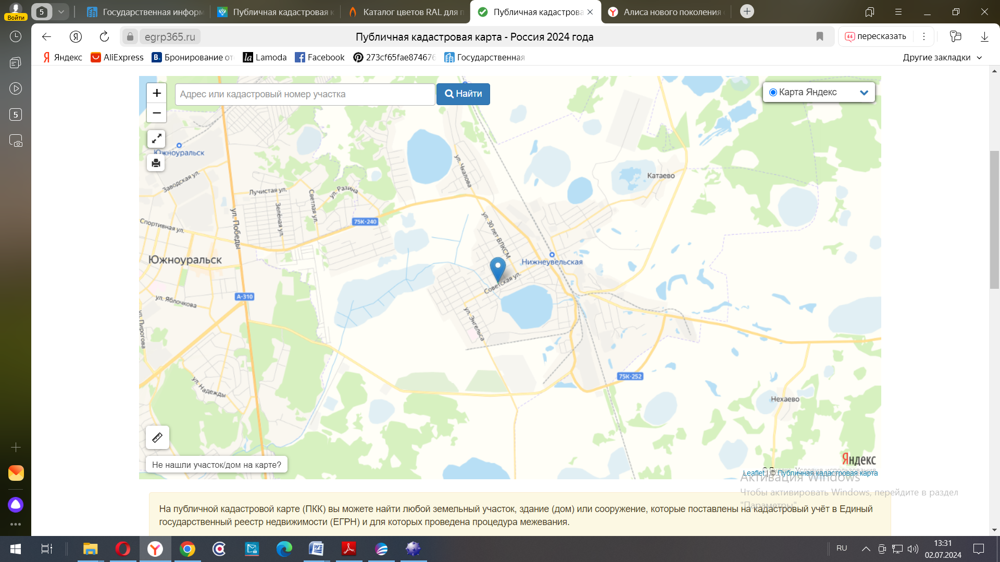 Войти
5
Государственная информ
Публичная кадастровая к
Каталог цветов RAL для п
Публичная кадастрова
Алиса нового поколения
egrp365.ru
Публичная кадастровая карта - Россия 2024 года
пересказать
Яндекс
AliExpress
B.
Бронирование от
la
Lamoda
Facebook
273cf65fae874676
Государственная
Другие закладки
5
+
−
Адрес или кадастровый номер участка
Найти
Карта Яндекс
Южноуральск
Заводская ул.
Лучистая ул.
Светлая ул.
ул. Разина
ул. Чкалова
Катаево
Зелёная ул.
ул. Победы
Спортивная ул.
75К-240
ул. 30 лет ВЛКСМ
Южноуральск
Нижнеувельская
Советская ул.
А-310
ул. Яблочкова
ул. Пирогова
ул. Энгельса
75К-252
ул. Надежды
Нехаево
Не нашли участок/дом на карте?
Яндекс
© Яндекс Условия использования
Leaflet | © Публичная кадастровая карта
Активация Windows
Чтобы активировать Windows, перейдите в раздел
"Параметры".
На публичной кадастровой карте (ПКК) вы можете найти любой земельный участок, здание (дом) или сооружение, которые поставлены на кадастровый учёт в Единый
государственный реестр недвижимости (ЕГРН) и для которых проведена процедура межевания.
RU
13:31
02.07.2024